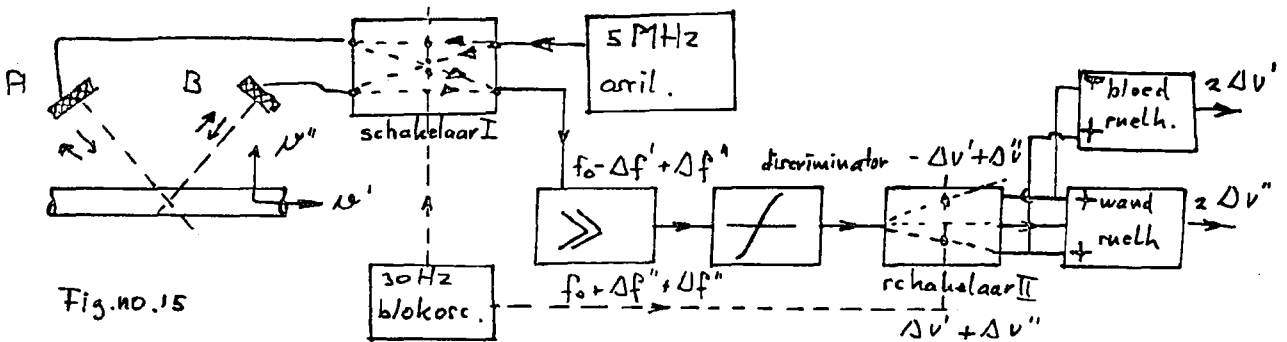 A
B
v"
v'
schakelaar I
5 MHz
f₀-Δf'+Δf"
discriminator
-Δv'+Δv"
- bloed
+ snelh.
2 Δv'
+ wand
+ snelh
2 Δv"
30 Hz
blokosc.
f₀+Δf"+Δf"
schakelaar II
Δv'+Δv"
Fig.no.15